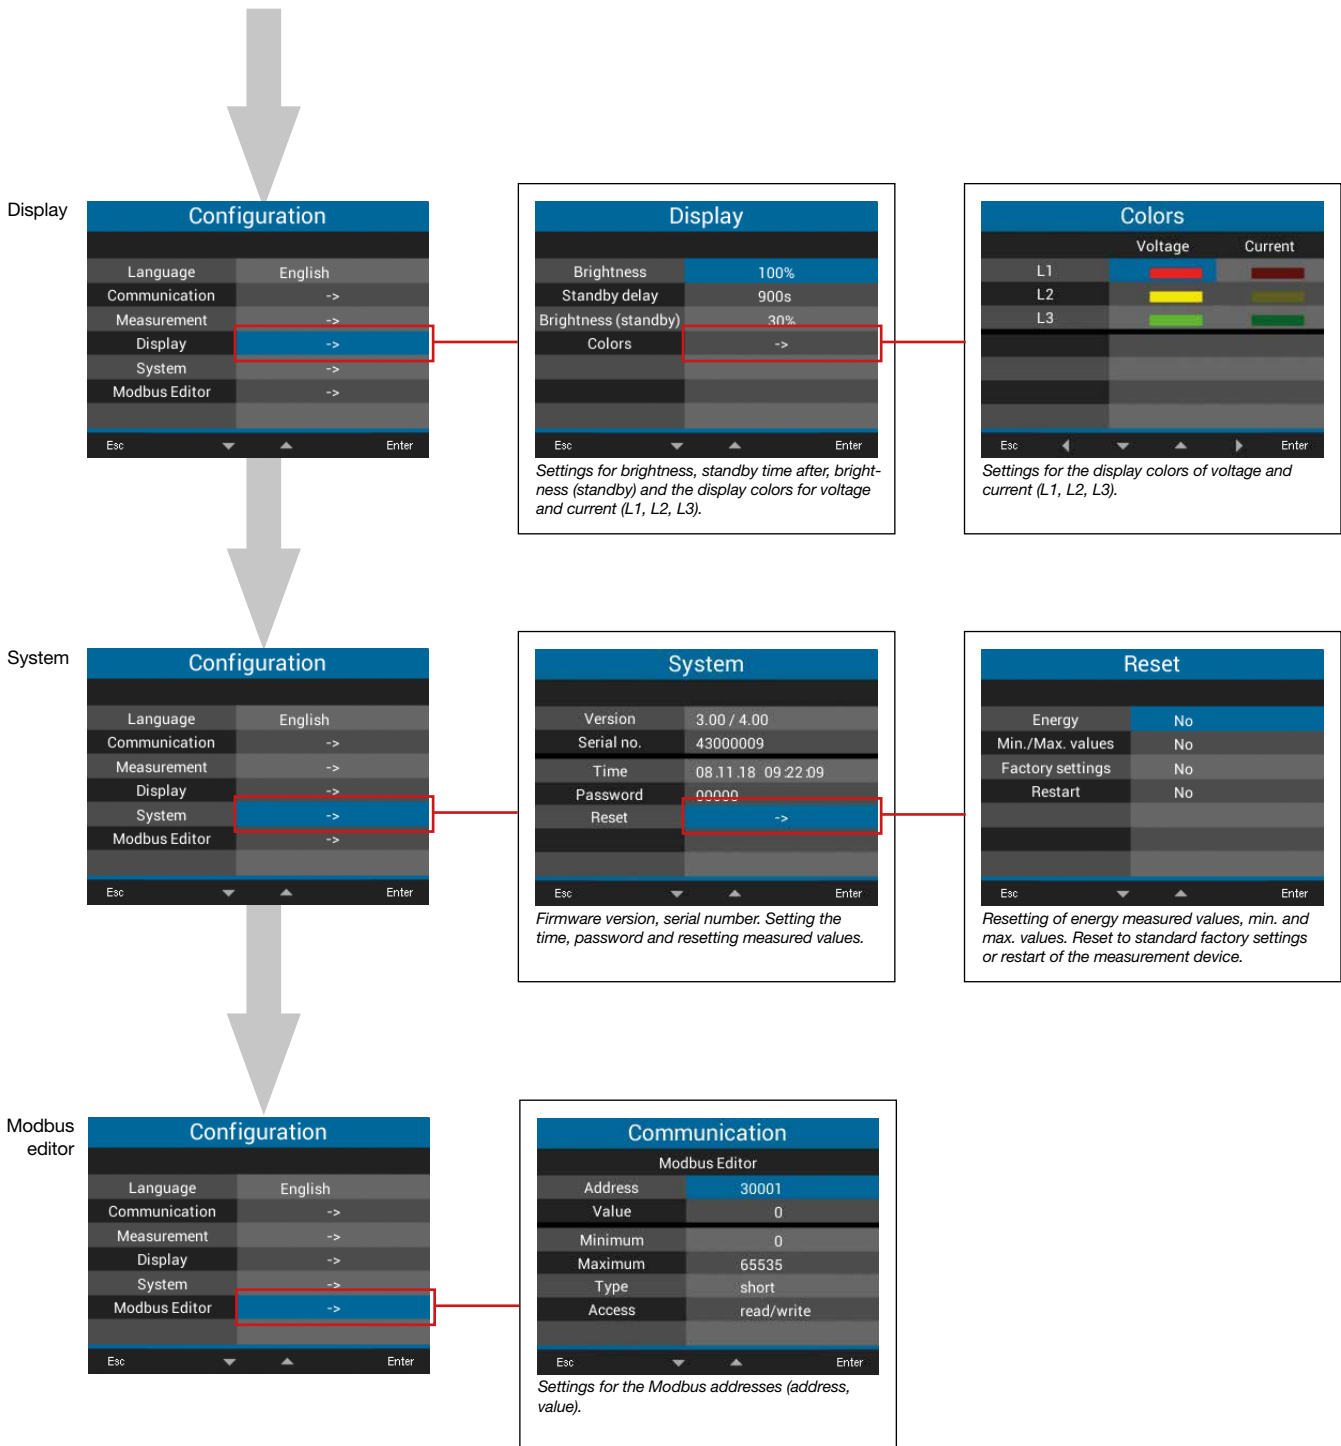 Display
Configuration
Language English
Communication ->
Measurement ->
Display ->
System ->
Modbus Editor ->
Esc Enter
Display
Brightness 100%
Standby delay 900s
Brightness (standby) 30%
Colors ->
Esc Enter
Settings for brightness, standby time after, bright-
ness (standby) and the display colors for voltage
and current (L1, L2, L3).
Colors
Voltage Current
L1
L2
L3
Esc Enter
Settings for the display colors of voltage and
current (L1, L2, L3).
System
Configuration
Language English
Communication ->
Measurement ->
Display ->
System ->
Modbus Editor ->
Esc Enter
System
Version 3.00 / 4.00
Serial no. 43000009
Time 08.11.18 09:22:09
Password 00000
Reset ->
Esc Enter
Firmware version, serial number. Setting the
time, password and resetting measured values.
Reset
Energy No
Min./Max. values No
Factory settings No
Restart No
Esc Enter
Resetting of energy measured values, min. and
max. values. Reset to standard factory settings
or restart of the measurement device.
Modbus
editor
Configuration
Language English
Communication ->
Measurement ->
Display ->
System ->
Modbus Editor ->
Esc Enter
Communication
Modbus Editor
Address 30001
Value 0
Minimum 0
Maximum 65535
Type short
Access read/write
Esc Enter
Settings for the Modbus addresses (address,
value).